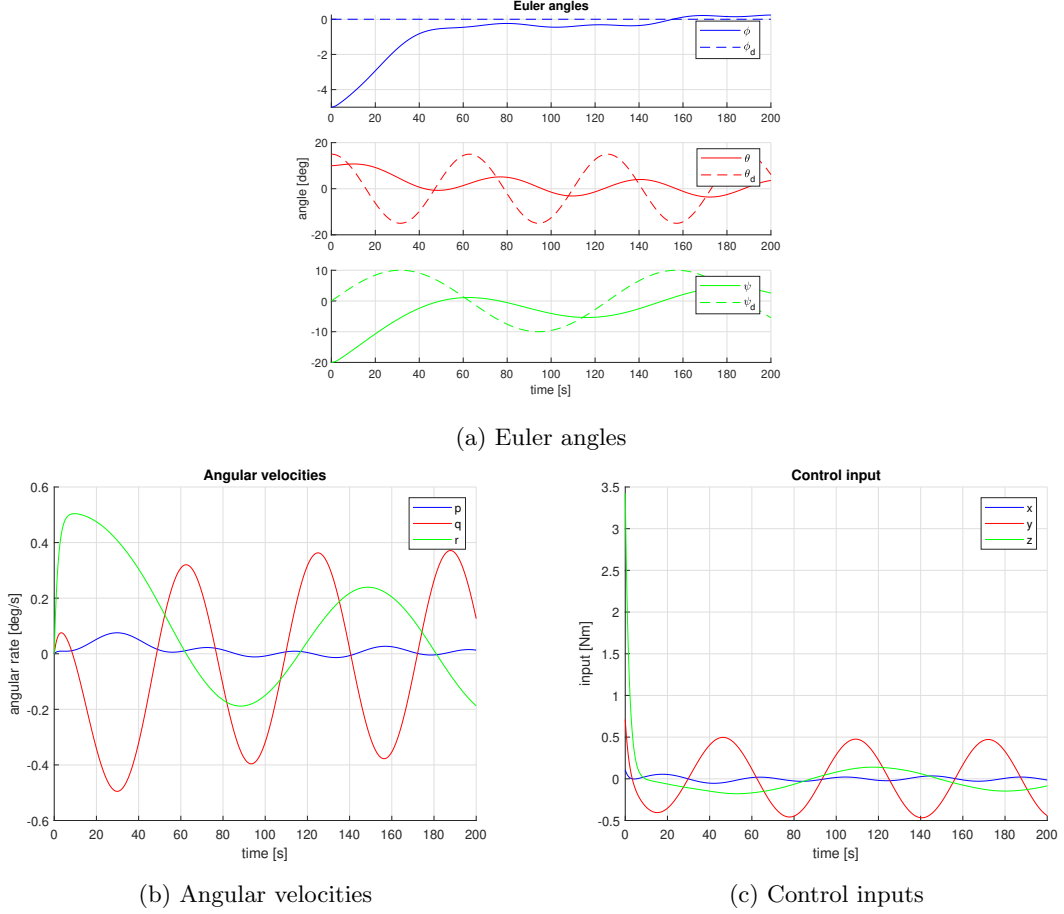 Euler angles
0
-2
-4
ϕ
ϕd
0 20 40 60 80 100 120 140 160 180 200
20
0
-20
angle [deg]
θ
θd
0 20 40 60 80 100 120 140 160 180 200
10
0
-10
-20
ψ
ψd
0 20 40 60 80 100 120 140 160 180 200
time [s]
(a) Euler angles
Angular velocities
0.6
0.4
0.2
0
-0.2
-0.4
-0.6
angular rate [deg/s]
p
q
r
0 20 40 60 80 100 120 140 160 180 200
time [s]
(b) Angular velocities
Control input
3.5
3
2.5
2
1.5
1
0.5
0
-0.5
input [Nm]
x
y
z
0 20 40 60 80 100 120 140 160 180 200
time [s]
(c) Control inputs